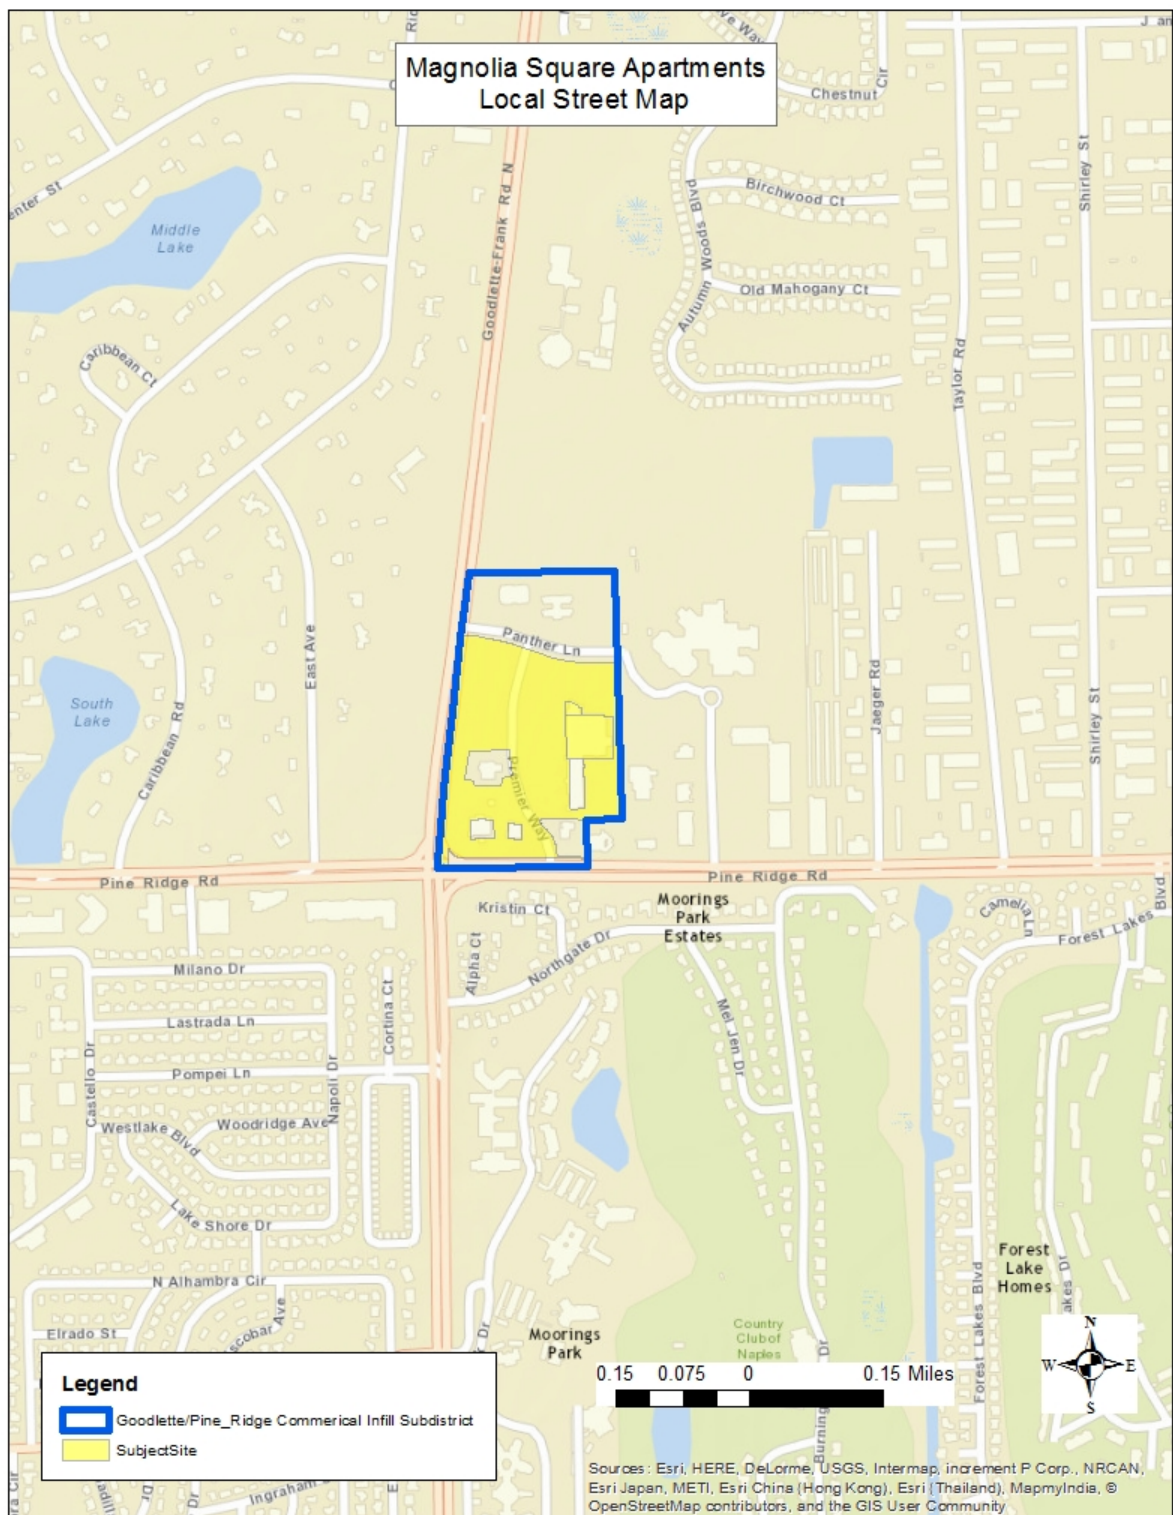 Magnolia Square Apartments
Local Street Map
Chestnut Cir
Birchwood Ct
Shirley St
Goodlette-Frank Rd N
Middle
Lake
Autumn Woods Blvd
Old Mahogany Ct
Caribbean Ct
Taylor Rd
Panther Ln
East Ave
South
Lake
Caribbean Rd
Jaeger Rd
Shirley St
Premier Way
Pine Ridge Rd
Pine Ridge Rd
Kristin Ct
Moorings
Park
Estates
Camelia Ln
Forest Lakes Blvd
Alpha Ct
Northgate Dr
Milano Dr
Cortina Ct
Mel Jen Dr
Lastrada Ln
Castello Dr
Pompei Ln
Napoli Dr
Westlake Blvd
Woodridge Ave
Lake Shore Dr
Forest
Lake
Homes
Forest Lakes Blvd
akes Dr
N Alhambra Cir
Elrado St
scobar Ave
Moorings
Park
Country
Club of
Naples
N
W E
S
0.15 0.075 0 0.15 Miles
Legend
Goodlette/Pine_Ridge Commerical Infill Subdistrict
SubjectSite
Ingraham
Sources: Esri, HERE, DeLorme, USGS, Intermap, increment P Corp., NRCAN,
Esri Japan, METI, Esri China (Hong Kong), Esri (Thailand), MapmyIndia, ©
OpenStreetMap contributors, and the GIS User Community